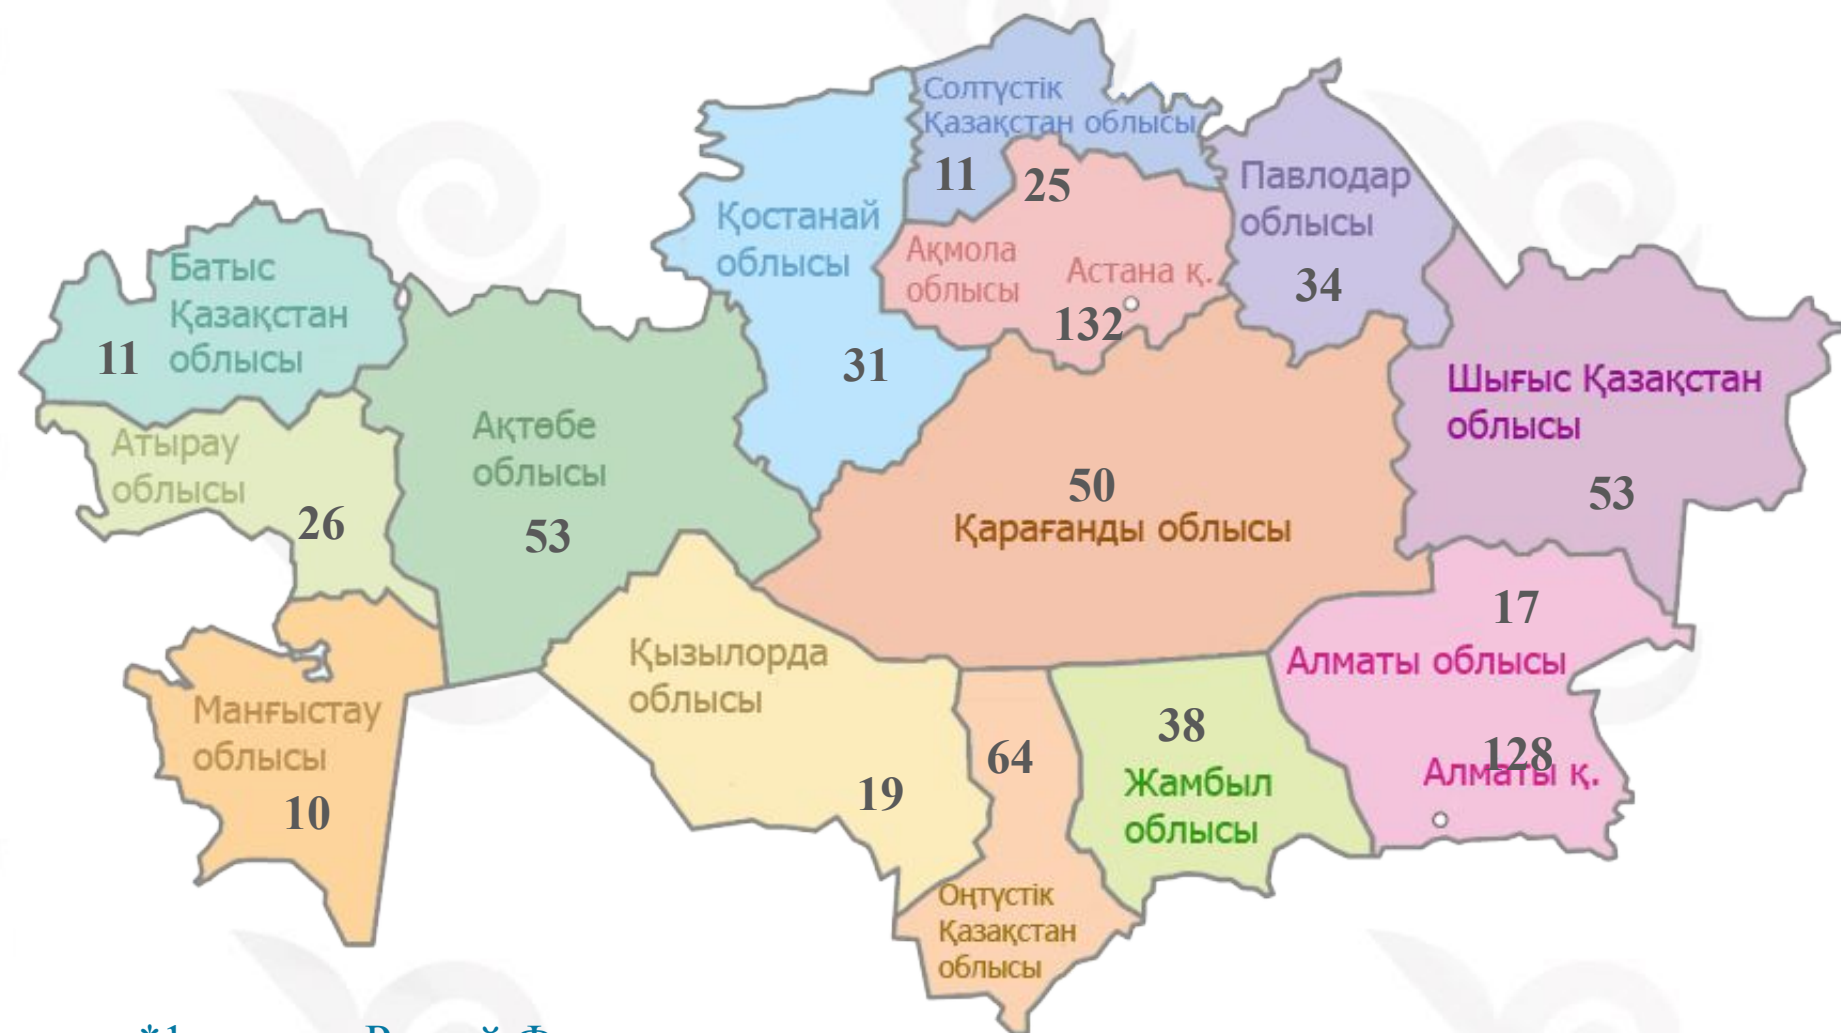 Солтүстік
Қазақстан облысы
11
25
Павлодар
облысы
34
Қостанай
облысы
31
Ақмола
облысы
Астана қ.
132
Батыс
Қазақстан
облысы
11
Атырау
облысы
26
Ақтөбе
облысы
53
50
Қарағанды облысы
Шығыс Қазақстан
облысы
53
17
Алматы облысы
128
Алматы қ.
Қызылорда
облысы
19
64
38
Жамбыл
облысы
Маңғыстау
облысы
10
Оңтүстік
Қазақстан
облысы